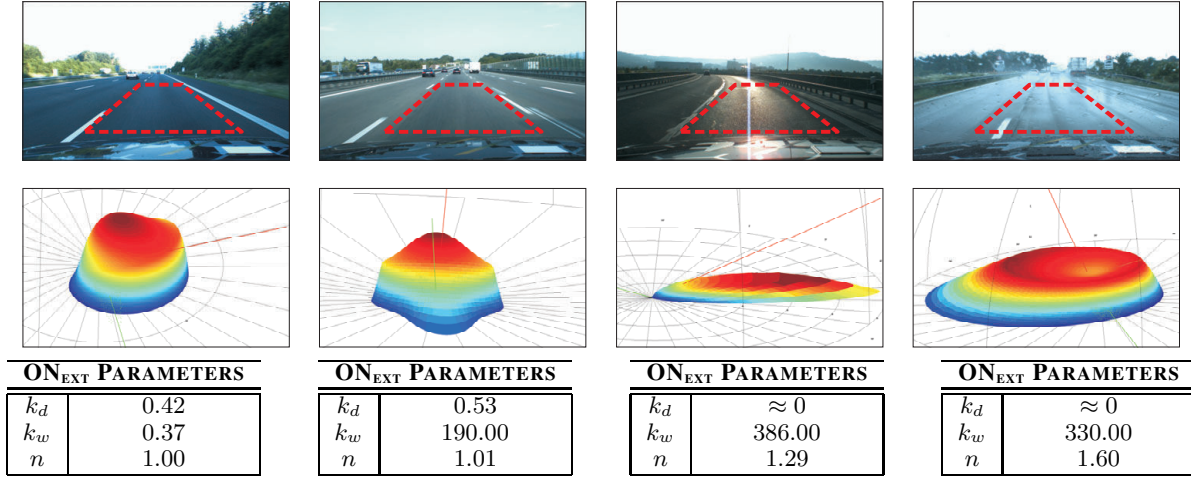 ON_EXT PARAMETERS
k_d 0.42
k_w 0.37
n 1.00
ON_EXT PARAMETERS
k_d 0.53
k_w 190.00
n 1.01
ON_EXT PARAMETERS
k_d ≈ 0
k_w 386.00
n 1.29
ON_EXT PARAMETERS
k_d ≈ 0
k_w 330.00
n 1.60